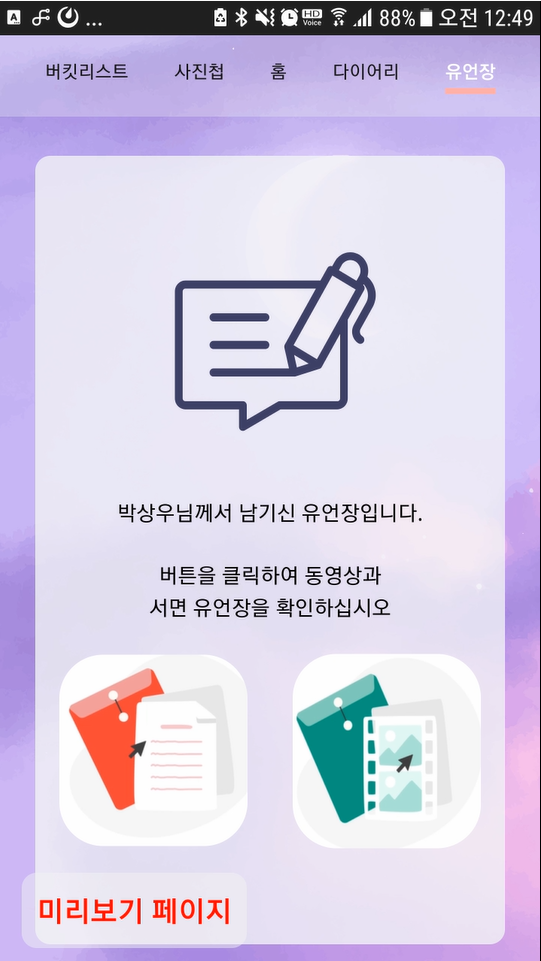 ... HD Voice 88% 오전 12:49
버킷리스트 사진첩 홈 다이어리 유언장
박상우님께서 남기신 유언장입니다.
버튼을 클릭하여 동영상과
서면 유언장을 확인하십시오
미리보기 페이지